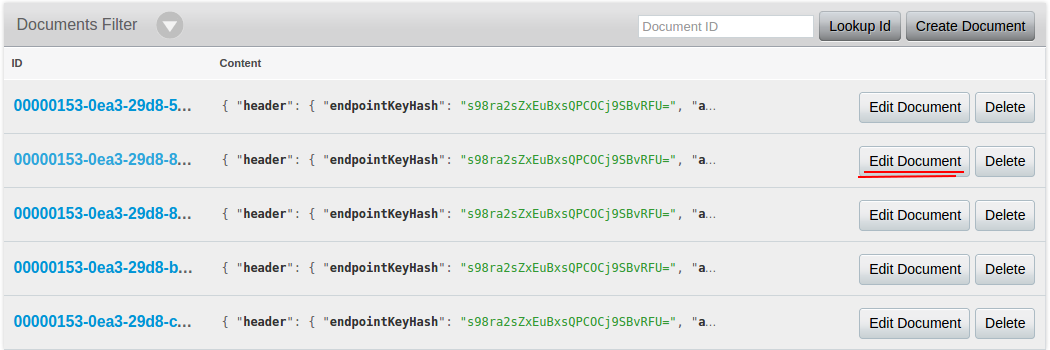 Documents Filter Document ID Lookup Id Create Document
ID Content
00000153-0ea3-29d8-5... { "header": { "endpointKeyHash": "s98ra2sZxEuBxsQPCOCj9SBvRFU=", "a... Edit Document Delete
00000153-0ea3-29d8-8... { "header": { "endpointKeyHash": "s98ra2sZxEuBxsQPCOCj9SBvRFU=", "a... Edit Document Delete
00000153-0ea3-29d8-8... { "header": { "endpointKeyHash": "s98ra2sZxEuBxsQPCOCj9SBvRFU=", "a... Edit Document Delete
00000153-0ea3-29d8-b... { "header": { "endpointKeyHash": "s98ra2sZxEuBxsQPCOCj9SBvRFU=", "a... Edit Document Delete
00000153-0ea3-29d8-c... { "header": { "endpointKeyHash": "s98ra2sZxEuBxsQPCOCj9SBvRFU=", "a... Edit Document Delete